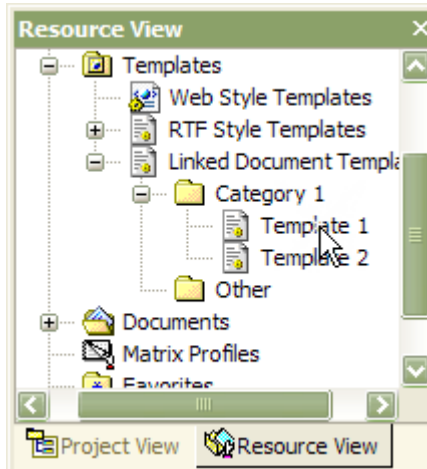 Resource View
Templates
Web Style Templates
RTF Style Templates
Linked Document Templa
Category 1
Template 1
Template 2
Other
Documents
Matrix Profiles
Favorites
Project View
Resource View